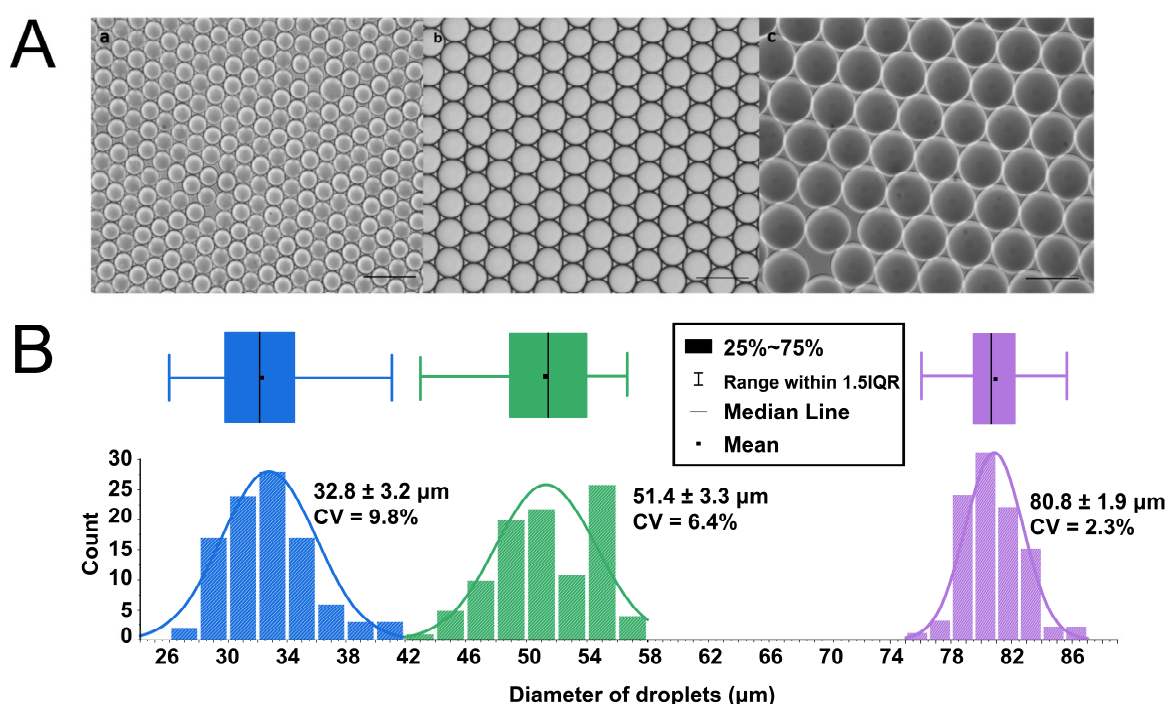 A
a
b
c
B
25%~75%
Range within 1.5IQR
Median Line
Mean
32.8 ± 3.2 µm
CV = 9.8%
51.4 ± 3.3 µm
CV = 6.4%
80.8 ± 1.9 µm
CV = 2.3%
Count
30
25
20
15
10
5
0
26 30 34 38 42 46 50 54 58 62 66 70 74 78 82 86
Diameter of droplets (µm)